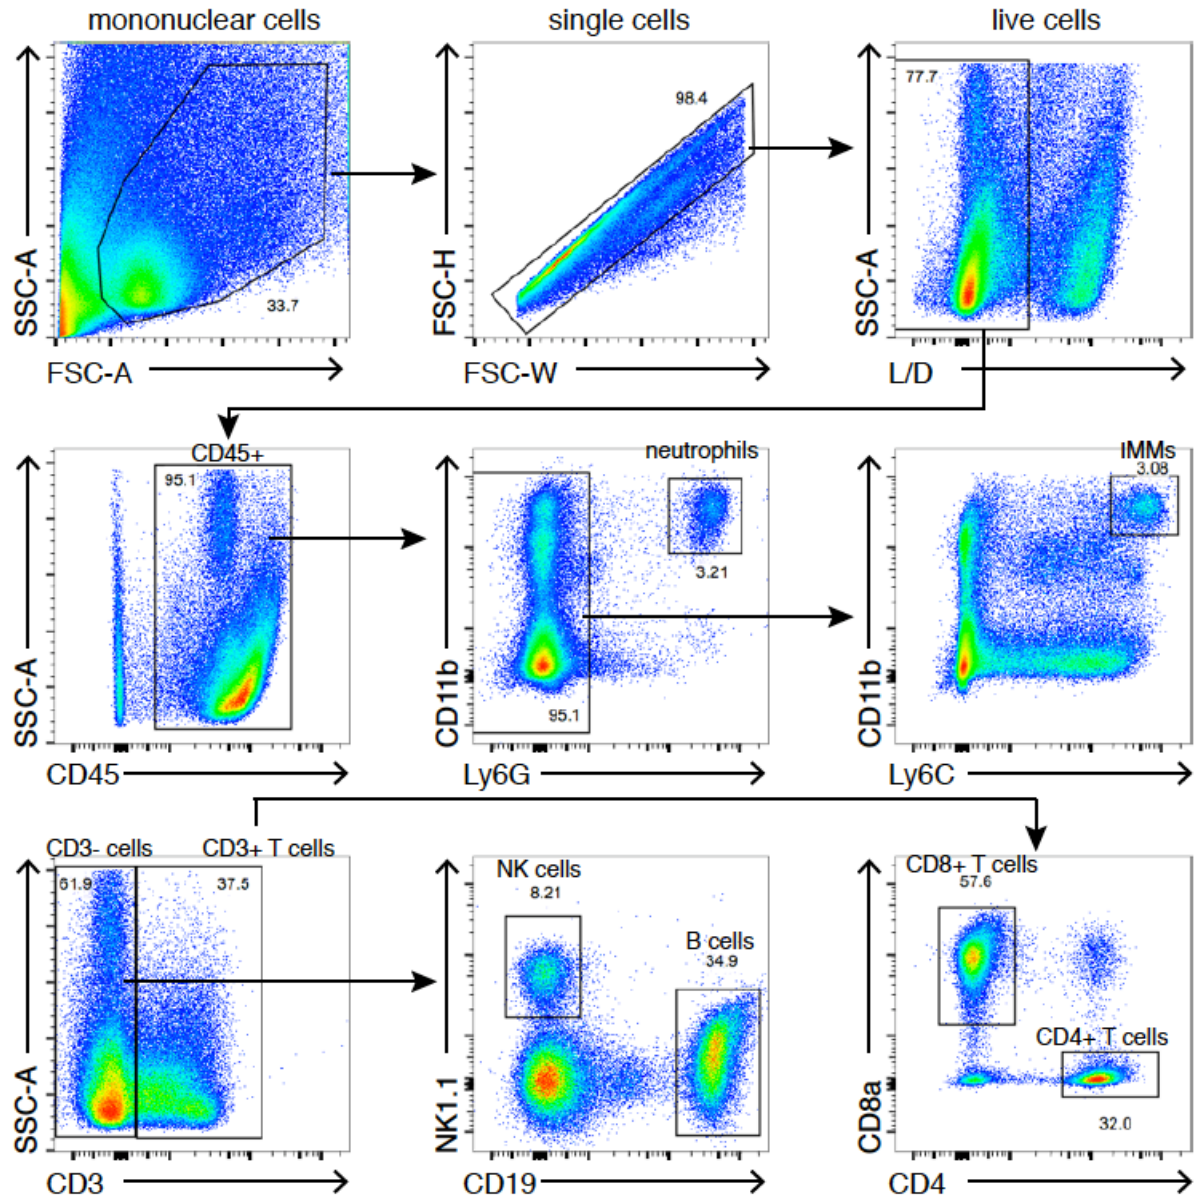 mononuclear cells
single cells
live cells
SSC-A
33.7
FSC-A
FSC-H
98.4
FSC-W
SSC-A
77.7
L/D
CD45+
95.1
SSC-A
CD45
neutrophils
3.21
95.1
CD11b
Ly6G
IMMs
3.08
CD11b
Ly6C
CD3- cells
CD3+ T cells
61.9
37.5
SSC-A
CD3
NK cells
8.21
B cells
34.9
NK1.1
CD19
CD8+ T cells
57.6
CD4+ T cells
32.0
CD8a
CD4